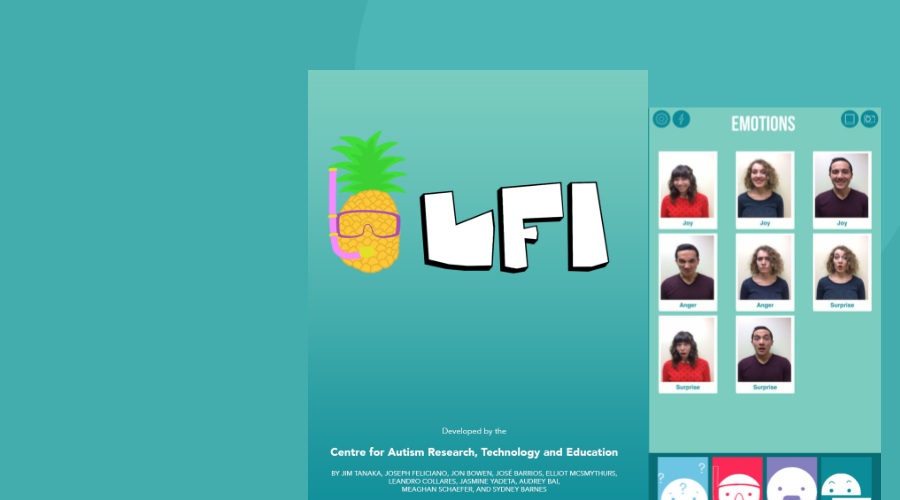 LFI
Developed by the
Centre for Autism Research, Technology and Education
BY JIM TANAKA, JOSEPH FELICIANO, JON BOWEN, JOSÉ BARRIOS, ELLIOT MCSMYTHURS,
LEANDRO COLLARES, JASMINE YADETA, AUDREY BAI,
MEAGHAN SCHAEFER, AND SYDNEY BARNES
EMOTIONS
Joy
Joy
Joy
Anger
Anger
Surprise
Surprise
Surprise
? ?